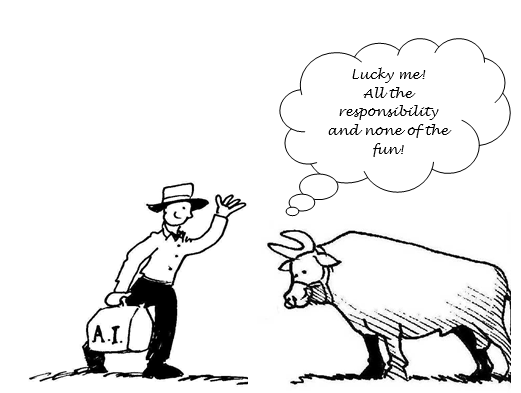 Lucky me!
All the
responsibility
and none of the
fun!
A.I.